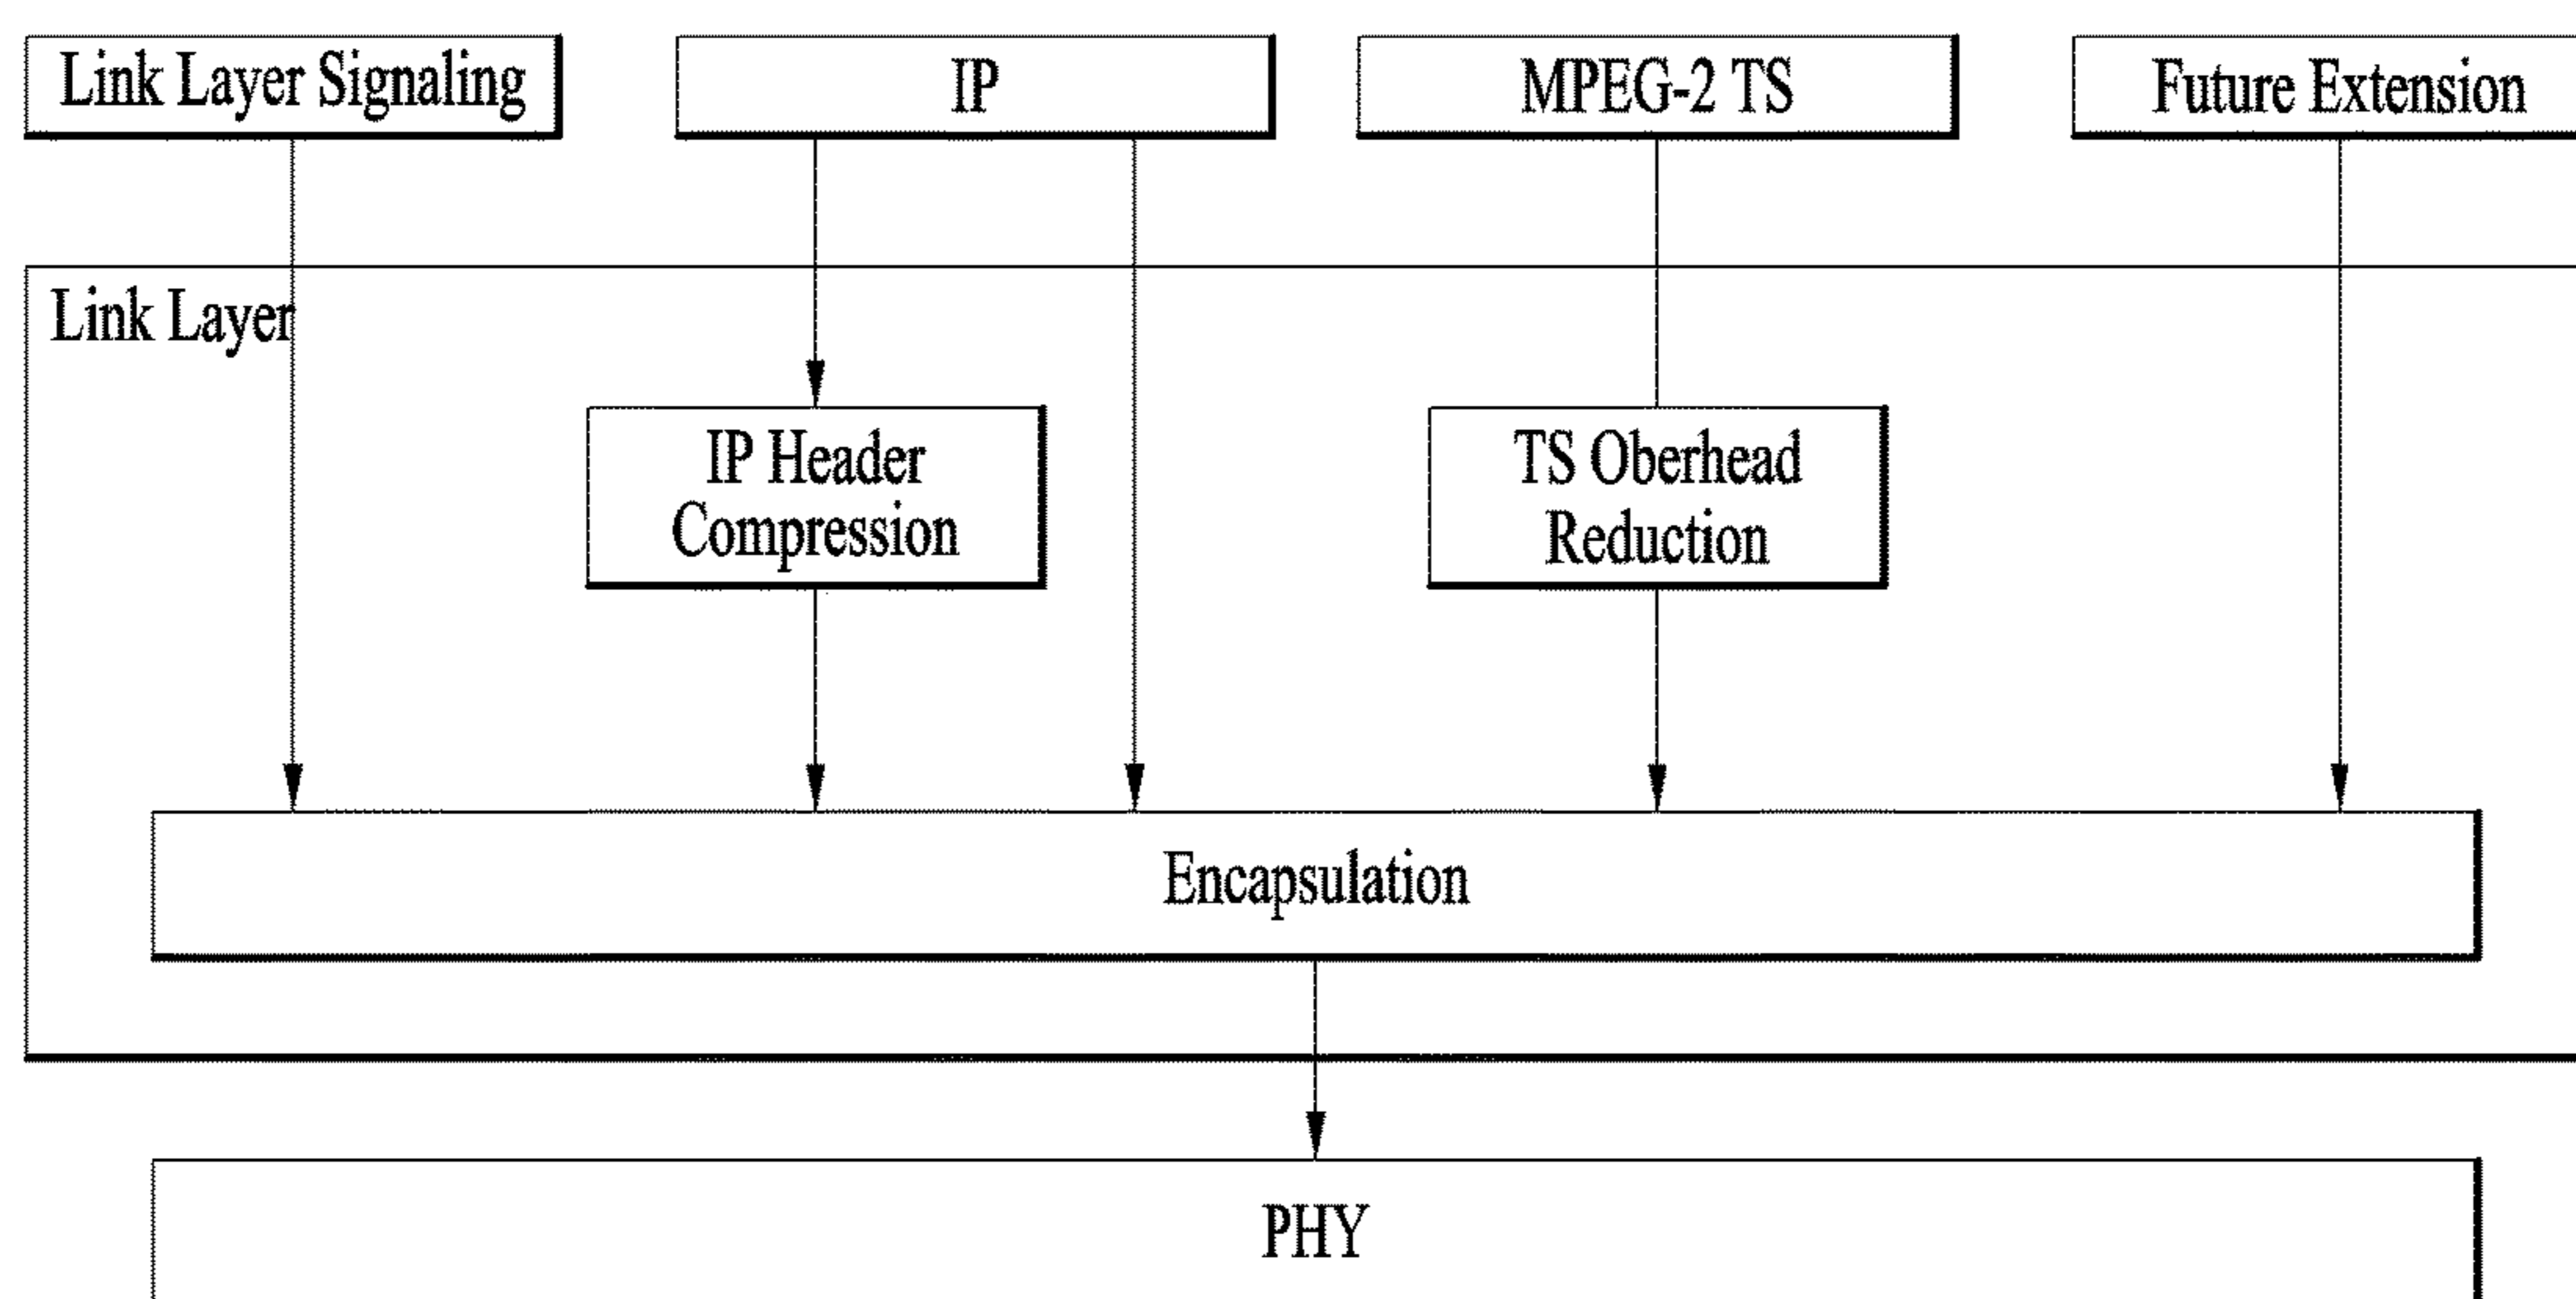 Link Layer Signaling
IP
MPEG-2 TS
Future Extension
Link Layer
IP Header
Compression
TS Oberhead
Reduction
Encapsulation
PHY